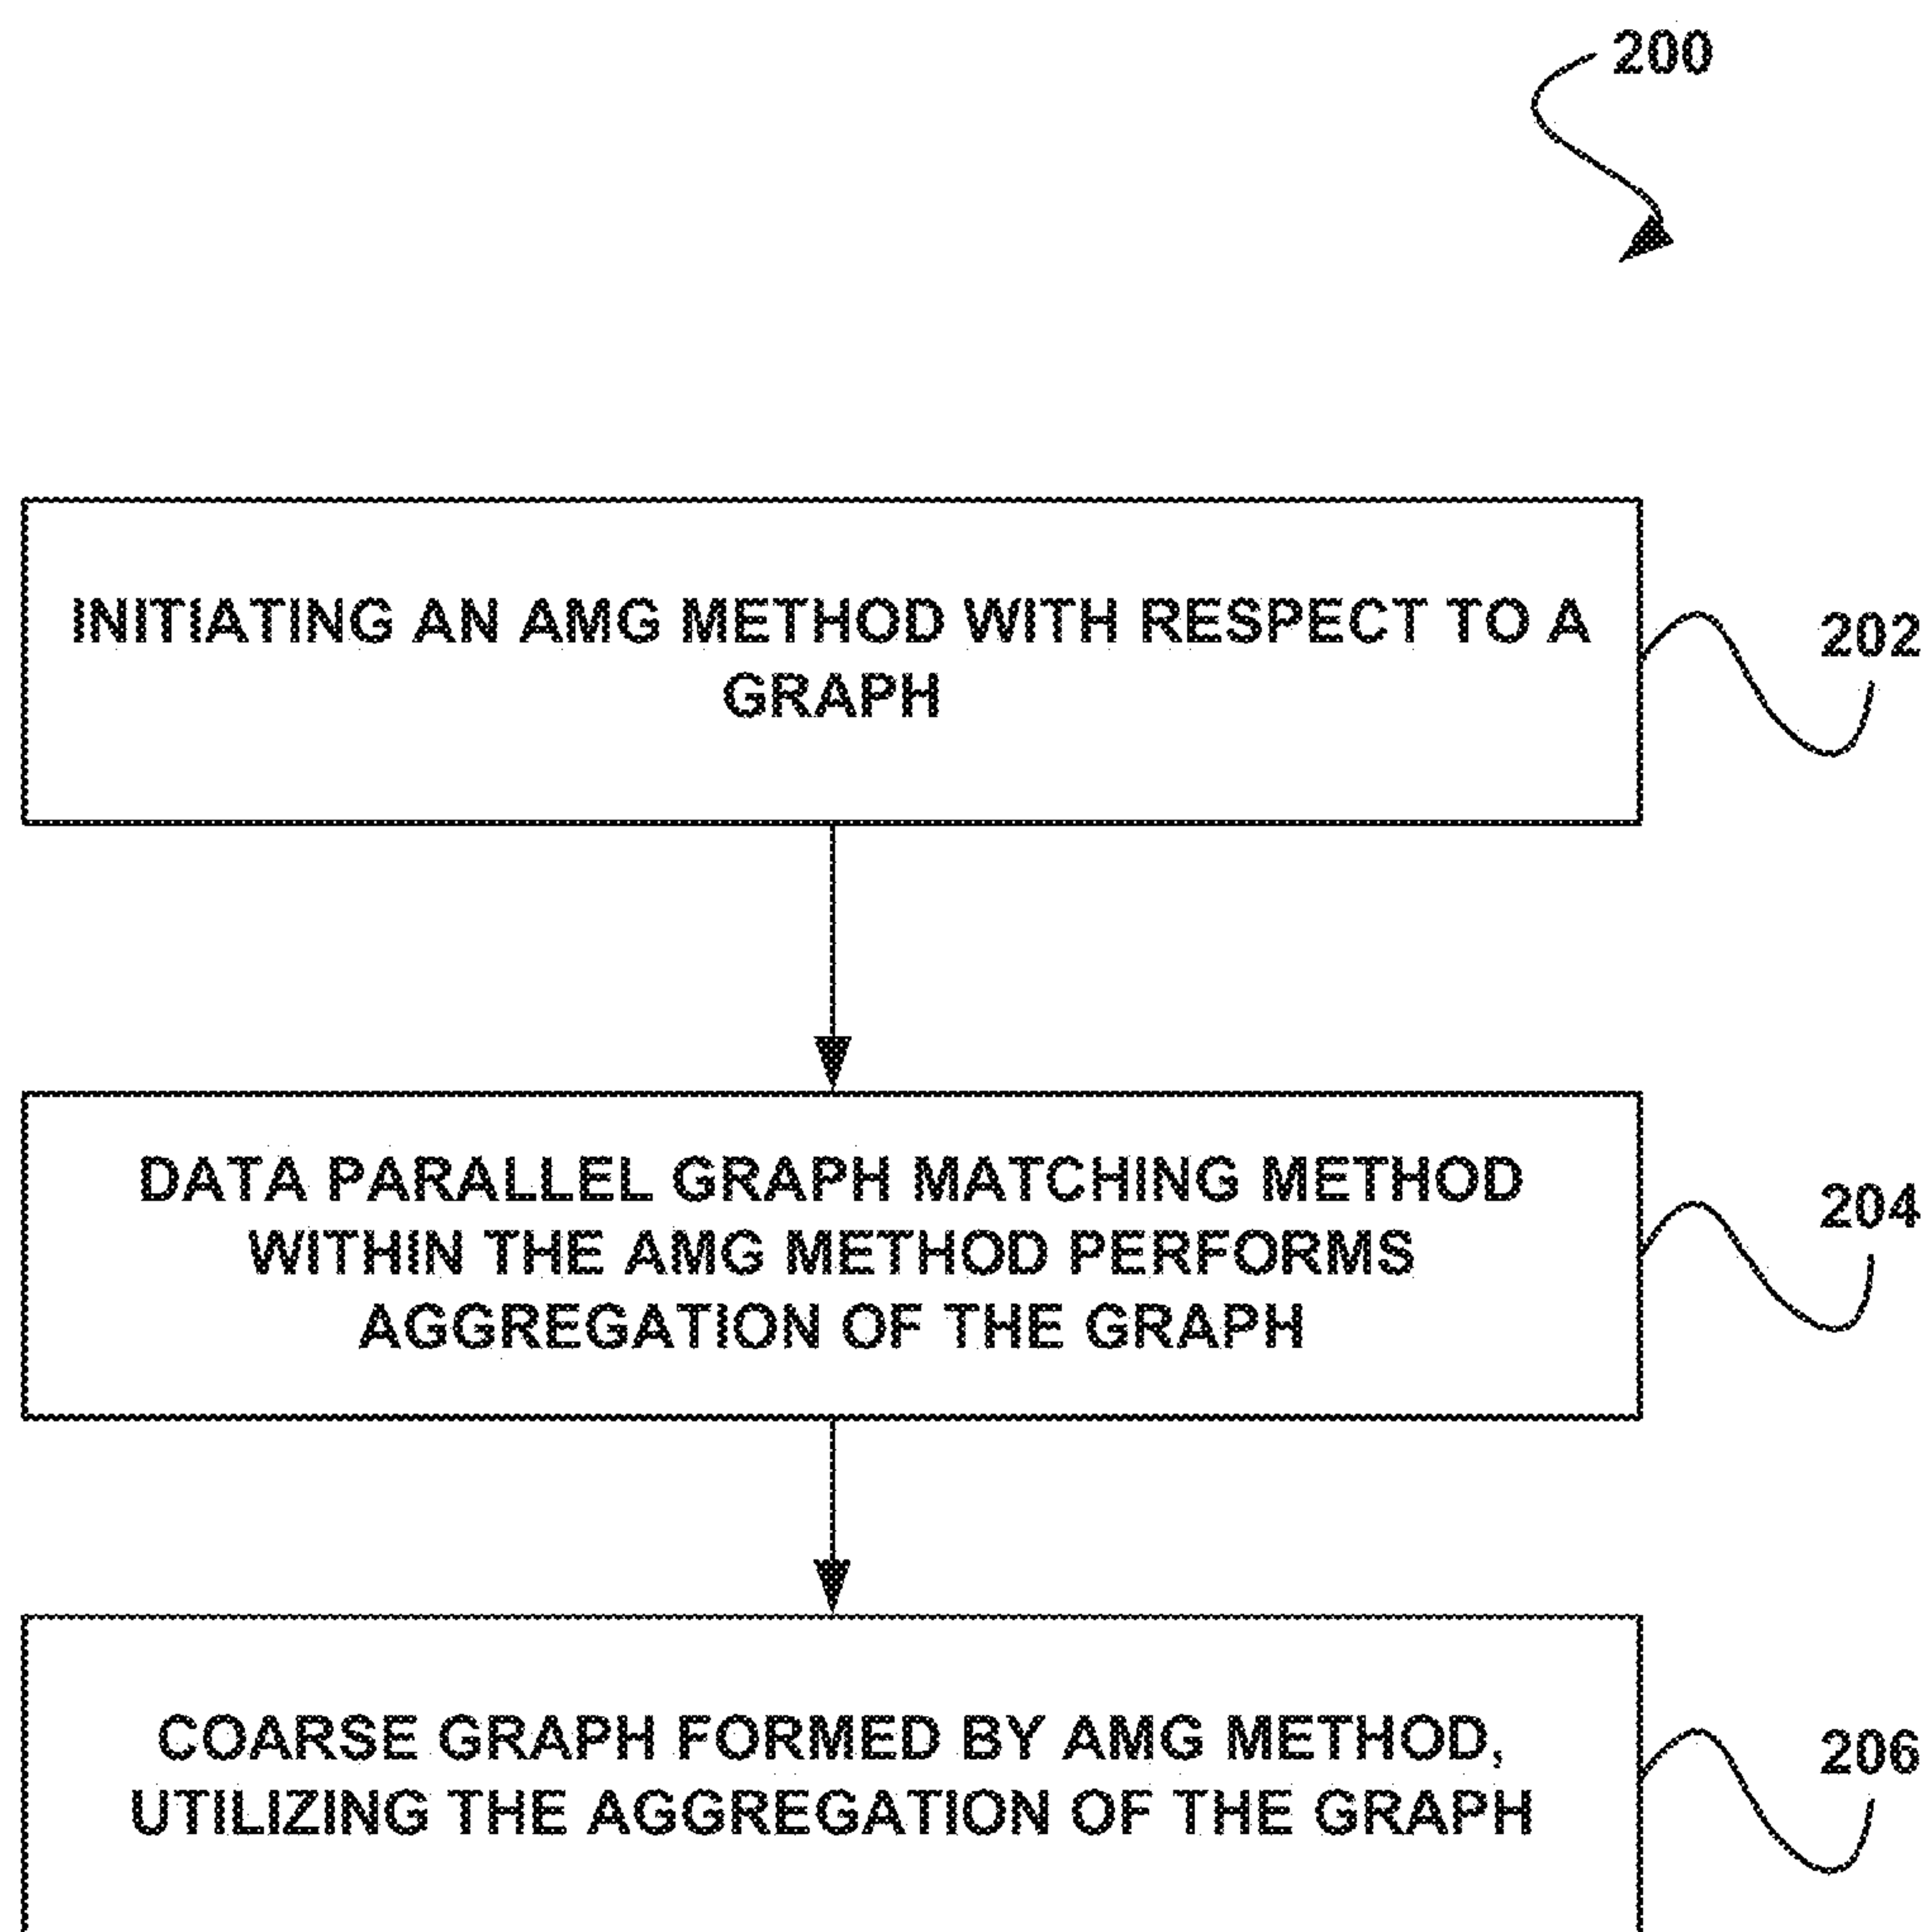 200
INITIATING AN AMG METHOD WITH RESPECT TO A
GRAPH
202
DATA PARALLEL GRAPH MATCHING METHOD
WITHIN THE AMG METHOD PERFORMS
AGGREGATION OF THE GRAPH
204
COARSE GRAPH FORMED BY AMG METHOD,
UTILIZING THE AGGREGATION OF THE GRAPH
206